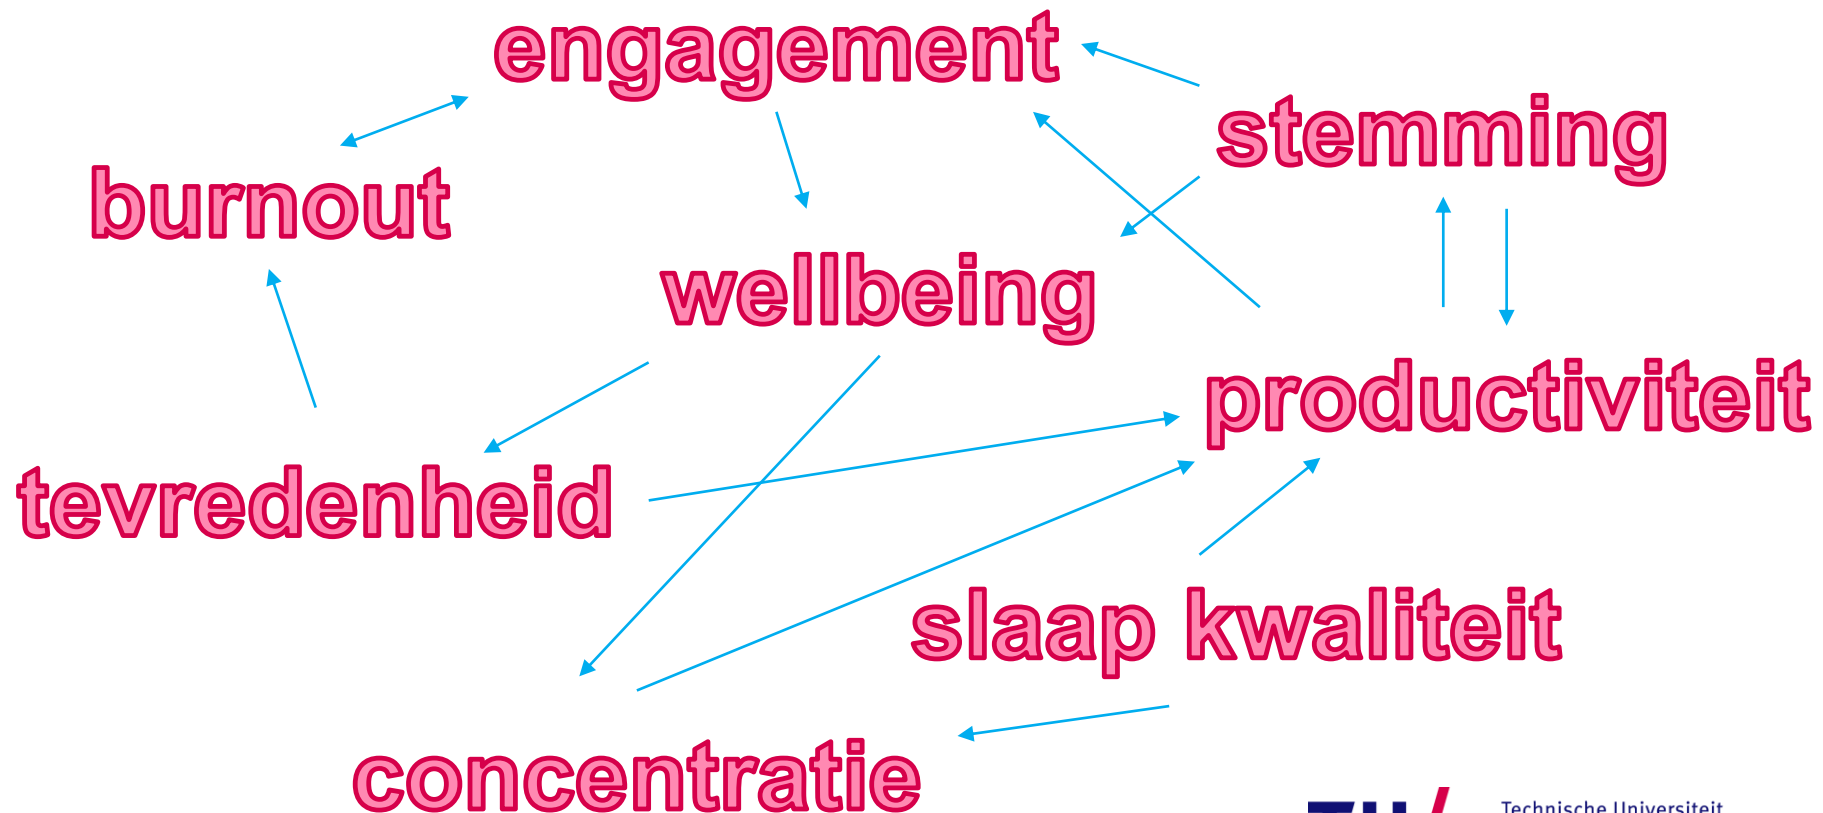 engagement
stemming
burnout
wellbeing
productiviteit
tevredenheid
slaap kwaliteit
concentratie
Technische Universiteit